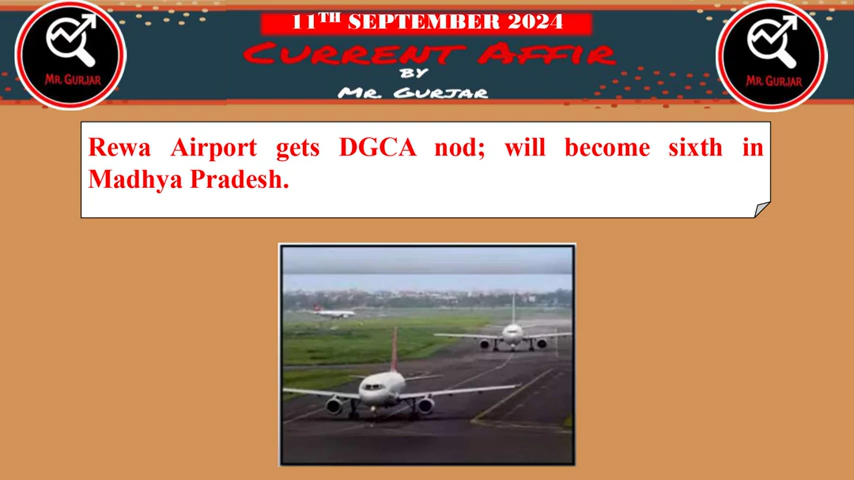 11TH SEPTEMBER 2024
CURRENT AFFIR
BY
MR. GURJAR
MR. GURJAR
MR. GURJAR
Rewa Airport gets DGCA nod; will become sixth in
Madhya Pradesh.